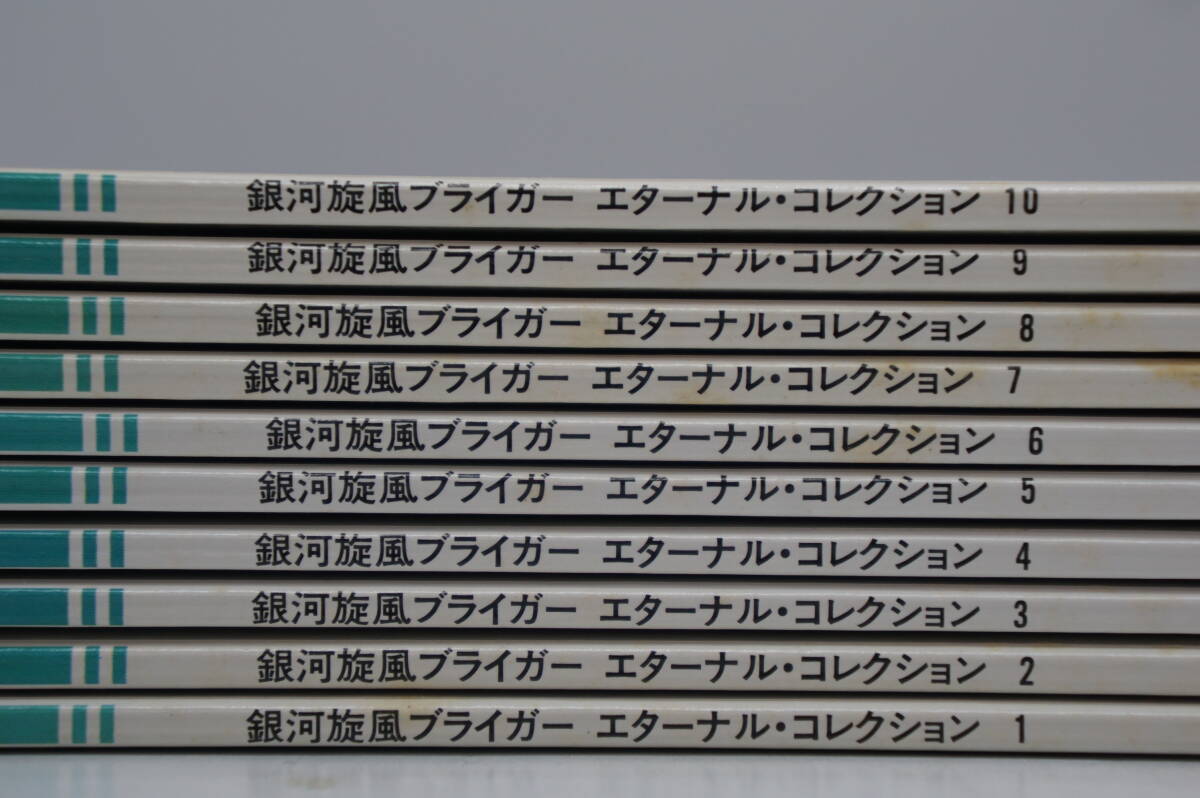 銀河旋風ブライガー エターナル・コレクション 10
銀河旋風ブライガー エターナル・コレクション 9
銀河旋風ブライガー エターナル・コレクション 8
銀河旋風ブライガー エターナル・コレクション 7
銀河旋風ブライガー エターナル・コレクション 6
銀河旋風ブライガー エターナル・コレクション 5
銀河旋風ブライガー エターナル・コレクション 4
銀河旋風ブライガー エターナル・コレクション 3
銀河旋風ブライガー エターナル・コレクション 2
銀河旋風ブライガー エターナル・コレクション 1